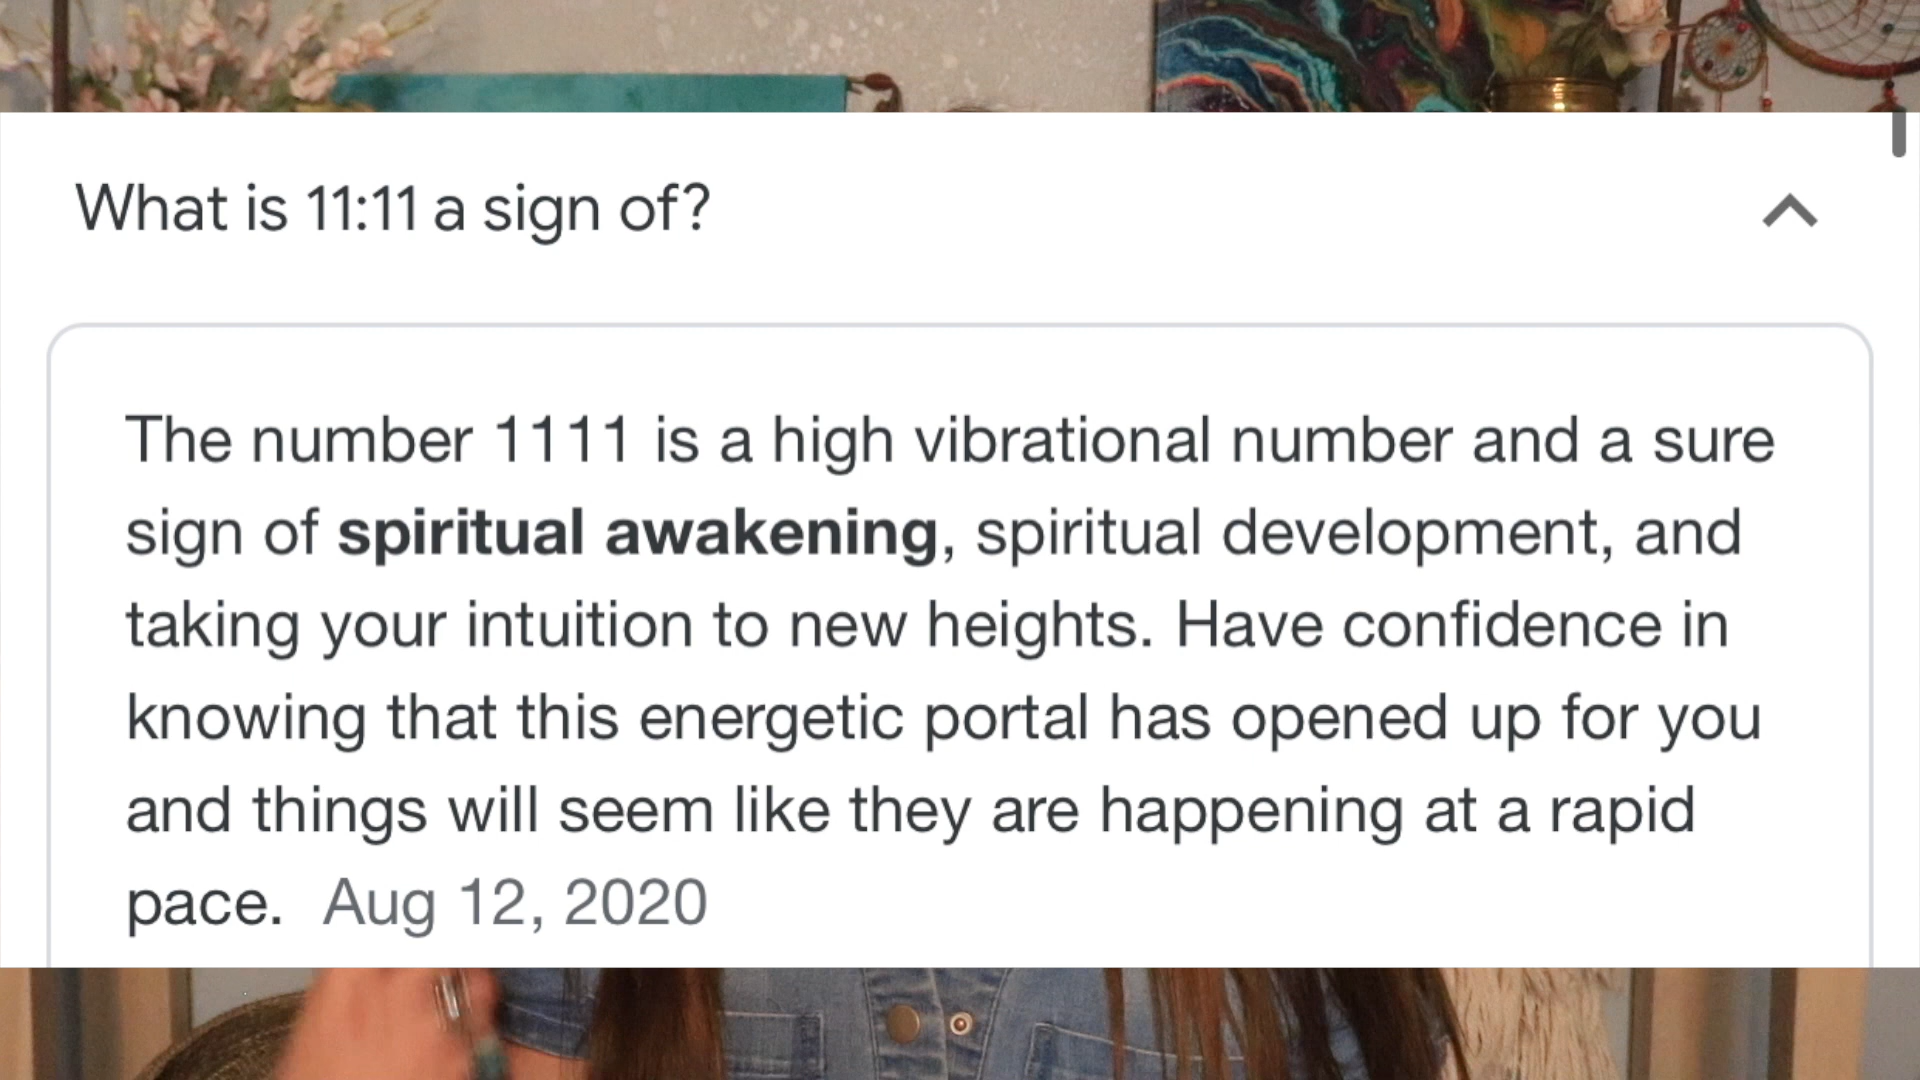 What is 11:11 a sign of?
The number 1111 is a high vibrational number and a sure
sign of spiritual awakening, spiritual development, and
taking your intuition to new heights. Have confidence in
knowing that this energetic portal has opened up for you
and things will seem like they are happening at a rapid
pace. Aug 12, 2020